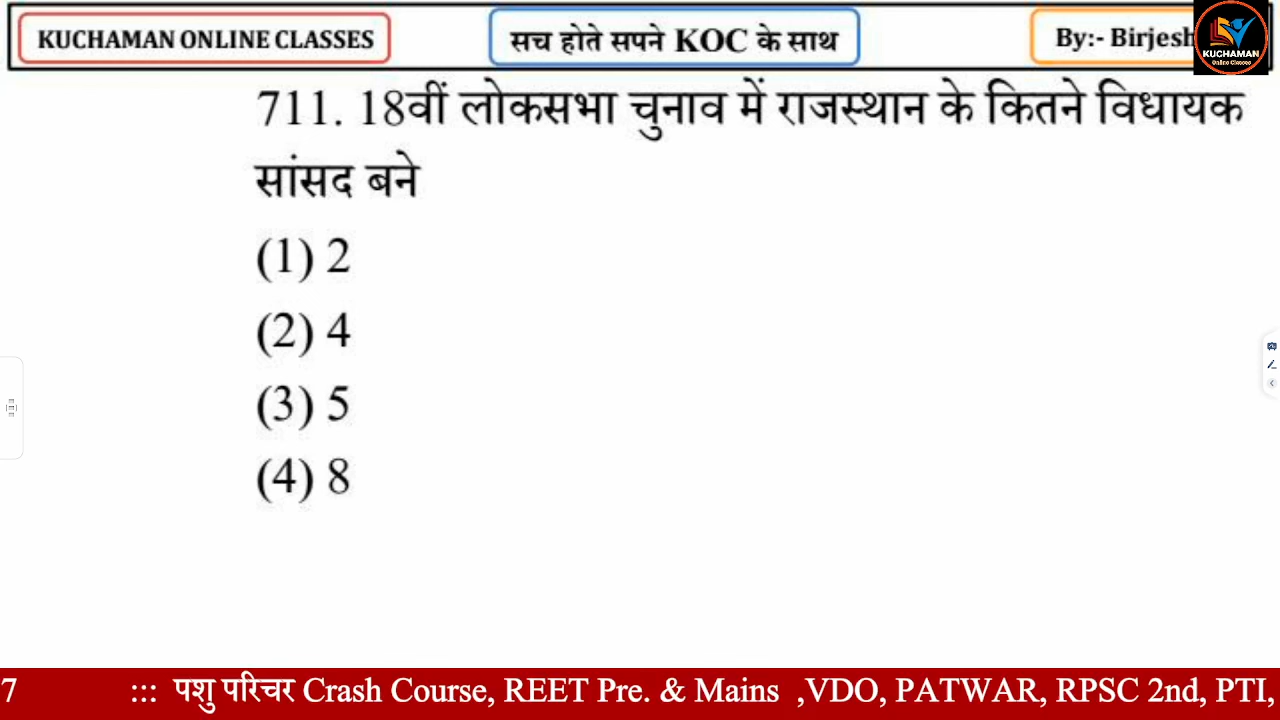 KUCHAMAN ONLINE CLASSES
सच होते सपने KOC के साथ
By:- Birjesh
KUCHAMAN
Online Classes
711. 18वीं लोकसभा चुनाव में राजस्थान के कितने विधायक
सांसद बने
(1) 2
(2) 4
(3) 5
(4) 8
7 ::: पशु परिचर Crash Course, REET Pre. & Mains ,VDO, PATWAR, RPSC 2nd, PTI,